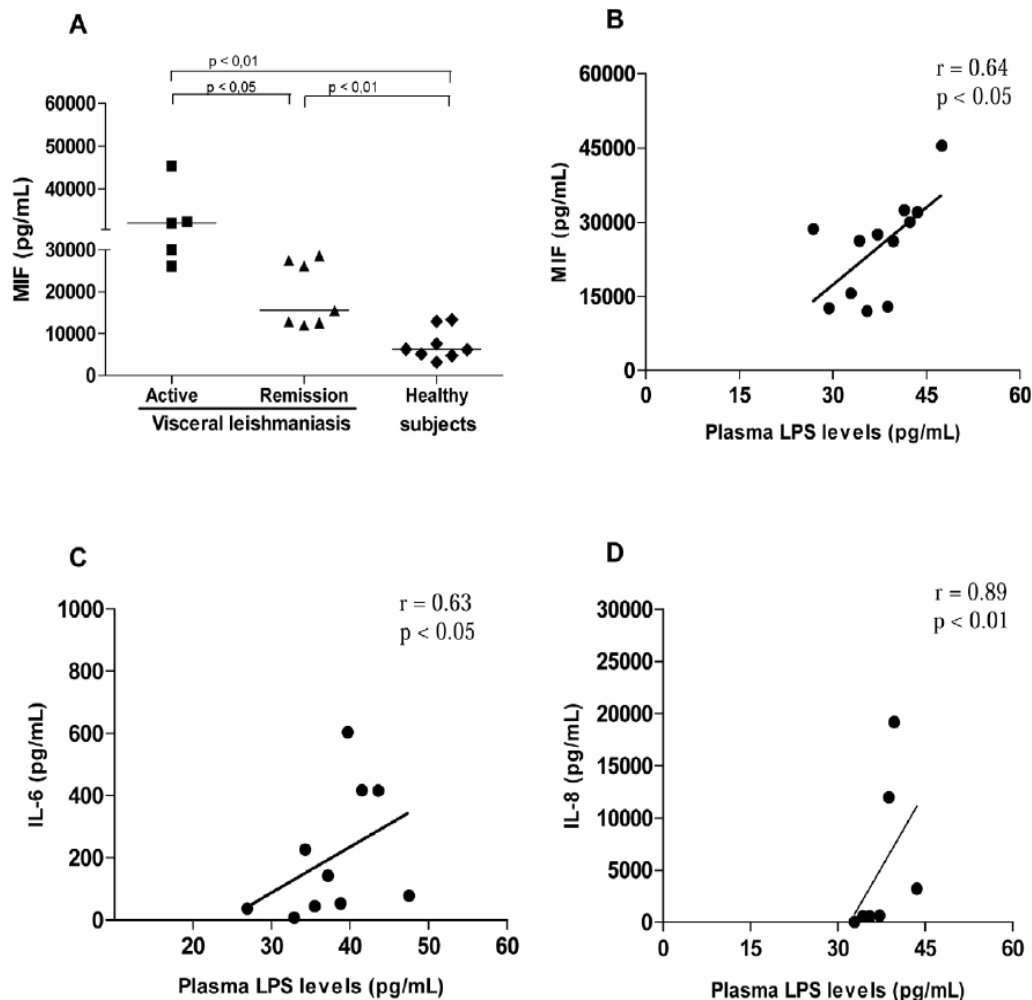 A
p < 0,01
p < 0,05
p < 0,01
60000
50000
40000
30000
20000
10000
0
MIF (pg/mL)
Active
Remission
Healthy
Visceral leishmaniasis
subjects
B
r = 0.64
p < 0.05
60000
45000
30000
15000
0
MIF (pg/mL)
0
15
30
45
60
Plasma LPS levels (pg/mL)
C
r = 0.63
p < 0.05
1000
800
600
400
200
0
IL-6 (pg/mL)
20
30
40
50
60
Plasma LPS levels (pg/mL)
D
r = 0.89
p < 0.01
30000
25000
20000
15000
10000
5000
0
IL-8 (pg/mL)
0
15
30
45
60
Plasma LPS levels (pg/mL)